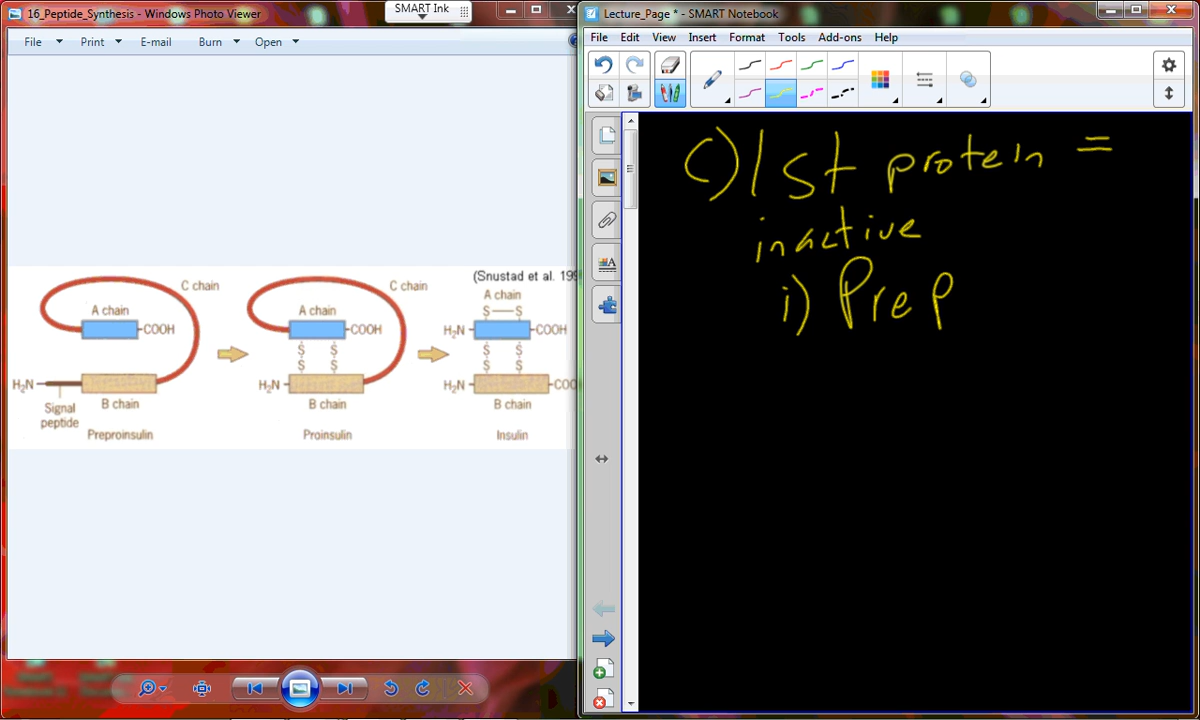 16_Peptide_Synthesis - Windows Photo Viewer
SMART Ink
File Print E-mail Burn Open
(Snustad et al. 199
C chain
A chain
COOH
H₂N
Signal
peptide
B chain
Preproinsulin
C chain
A chain
COOH
S S
S S
H₂N
B chain
Proinsulin
A chain
S S
H₂N
COOH
S S
S S
H₂N
COO
B chain
Insulin
Lecture_Page * - SMART Notebook
File Edit View Insert Format Tools Add-ons Help
C) 1st protein =
inactive
i) Prep